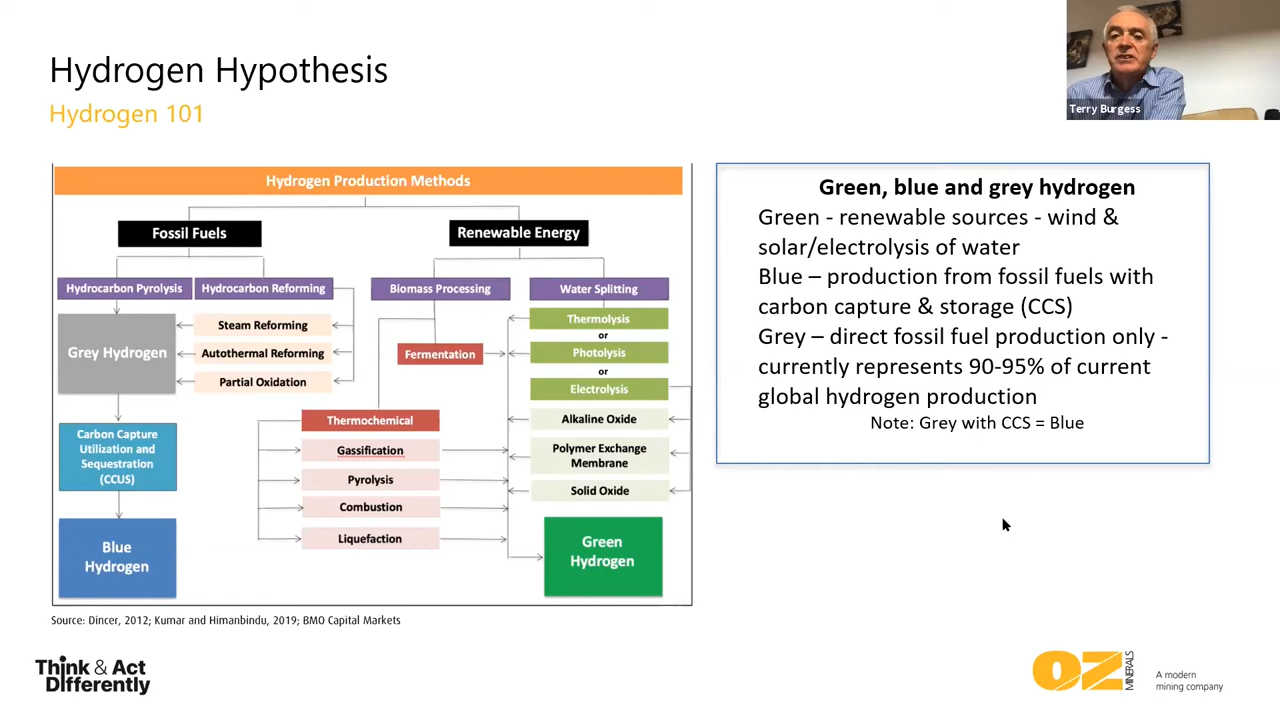 Hydrogen Hypothesis
Hydrogen 101
Terry Burgess
Hydrogen Production Methods
Fossil Fuels
Renewable Energy
Hydrocarbon Pyrolysis
Hydrocarbon Reforming
Biomass Processing
Water Splitting
Grey Hydrogen
Steam Reforming
Autothermal Reforming
Partial Oxidation
Fermentation
Thermolysis
or
Photolysis
or
Electrolysis
Alkaline Oxide
Polymer Exchange
Membrane
Solid Oxide
Thermochemical
Gassification
Pyrolysis
Combustion
Liquefaction
Carbon Capture
Utilization and
Sequestration
(CCUS)
Blue
Hydrogen
Green
Hydrogen
Source: Dincer, 2012; Kumar and Himanbindu, 2019; BMO Capital Markets
Green, blue and grey hydrogen
Green - renewable sources - wind &
solar/electrolysis of water
Blue – production from fossil fuels with
carbon capture & storage (CCS)
Grey – direct fossil fuel production only -
currently represents 90-95% of current
global hydrogen production
Note: Grey with CCS = Blue
Think & Act
Differently
OZ
MINERALS
A modern
mining company